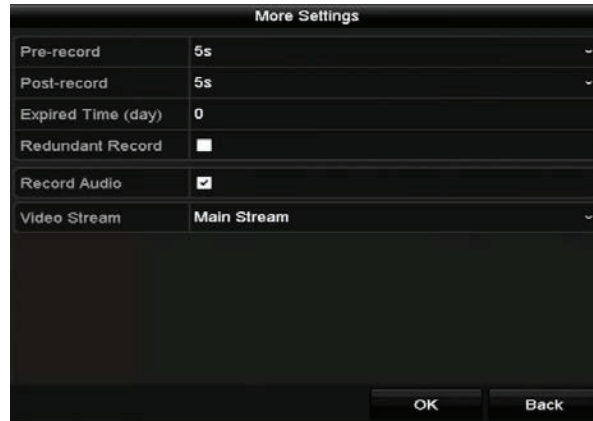 More Settings
Pre-record 5s
Post-record 5s
Expired Time (day) 0
Redundant Record
Record Audio
Video Stream Main Stream
OK Back